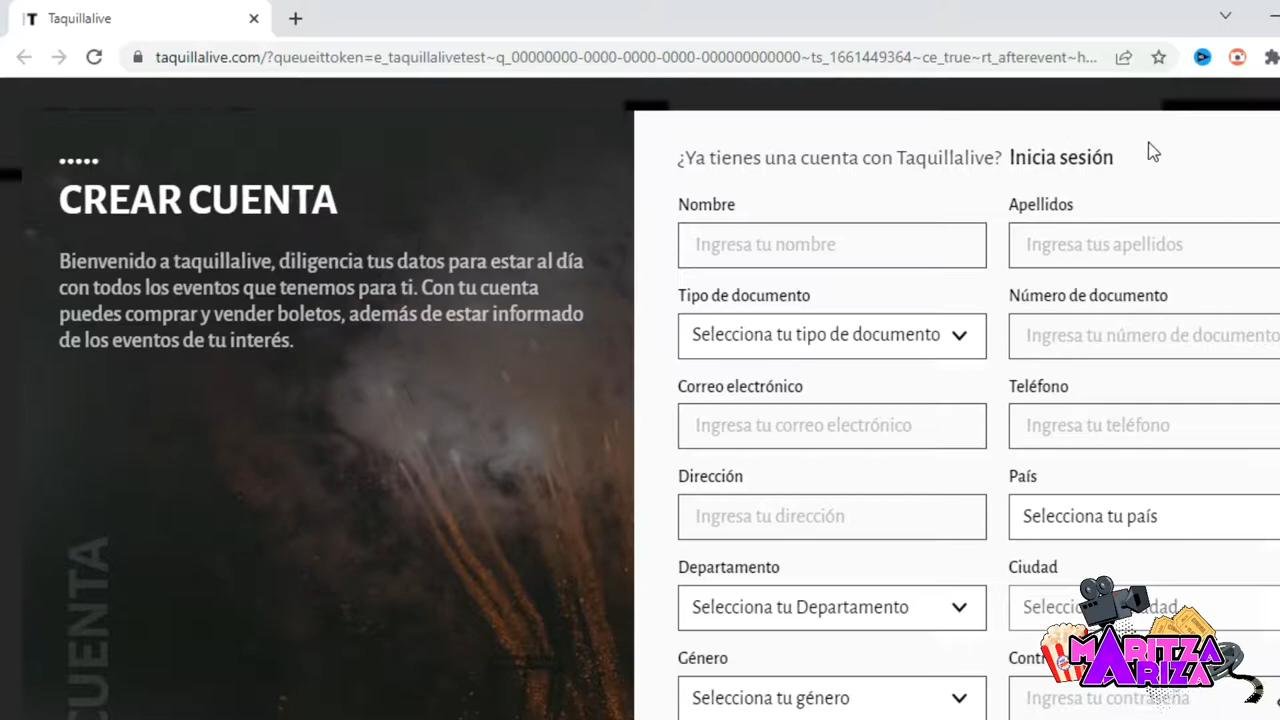 Taquillalive
taquillalive.com/?queueittoken=e_taquillalivetest~q_00000000-0000-0000-0000-000000000000~ts_1661449364~ce_true~rt_afterevent~h...
CREAR CUENTA
Bienvenido a taquillalive, diligencia tus datos para estar al día
con todos los eventos que tenemos para ti. Con tu cuenta
puedes comprar y vender boletos, además de estar informado
de los eventos de tu interés.
CUENTA
¿Ya tienes una cuenta con Taquillalive? Inicia sesión
Nombre Apellidos
Ingresa tu nombre Ingresa tus apellidos
Tipo de documento Número de documento
Selecciona tu tipo de documento Ingresa tu número de documento
Correo electrónico Teléfono
Ingresa tu correo electrónico Ingresa tu teléfono
Dirección País
Ingresa tu dirección Selecciona tu país
Departamento Ciudad
Selecciona tu Departamento
Género
Selecciona tu género Ingresa tu contraseña
MARITZA
ARIZA